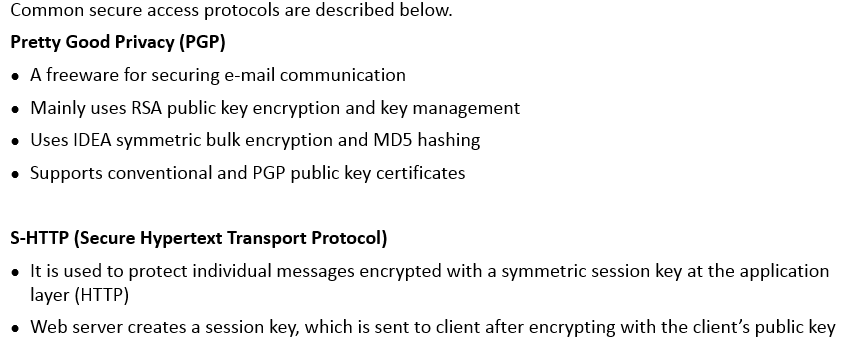 Common secure access protocols are described below.
Pretty Good Privacy (PGP)
• A freeware for securing e-mail communication
• Mainly uses RSA public key encryption and key management
• Uses IDEA symmetric bulk encryption and MD5 hashing
• Supports conventional and PGP public key certificates
S-HTTP (Secure Hypertext Transport Protocol)
• It is used to protect individual messages encrypted with a symmetric session key at the application
layer (HTTP)
• Web server creates a session key, which is sent to client after encrypting with the client’s public key